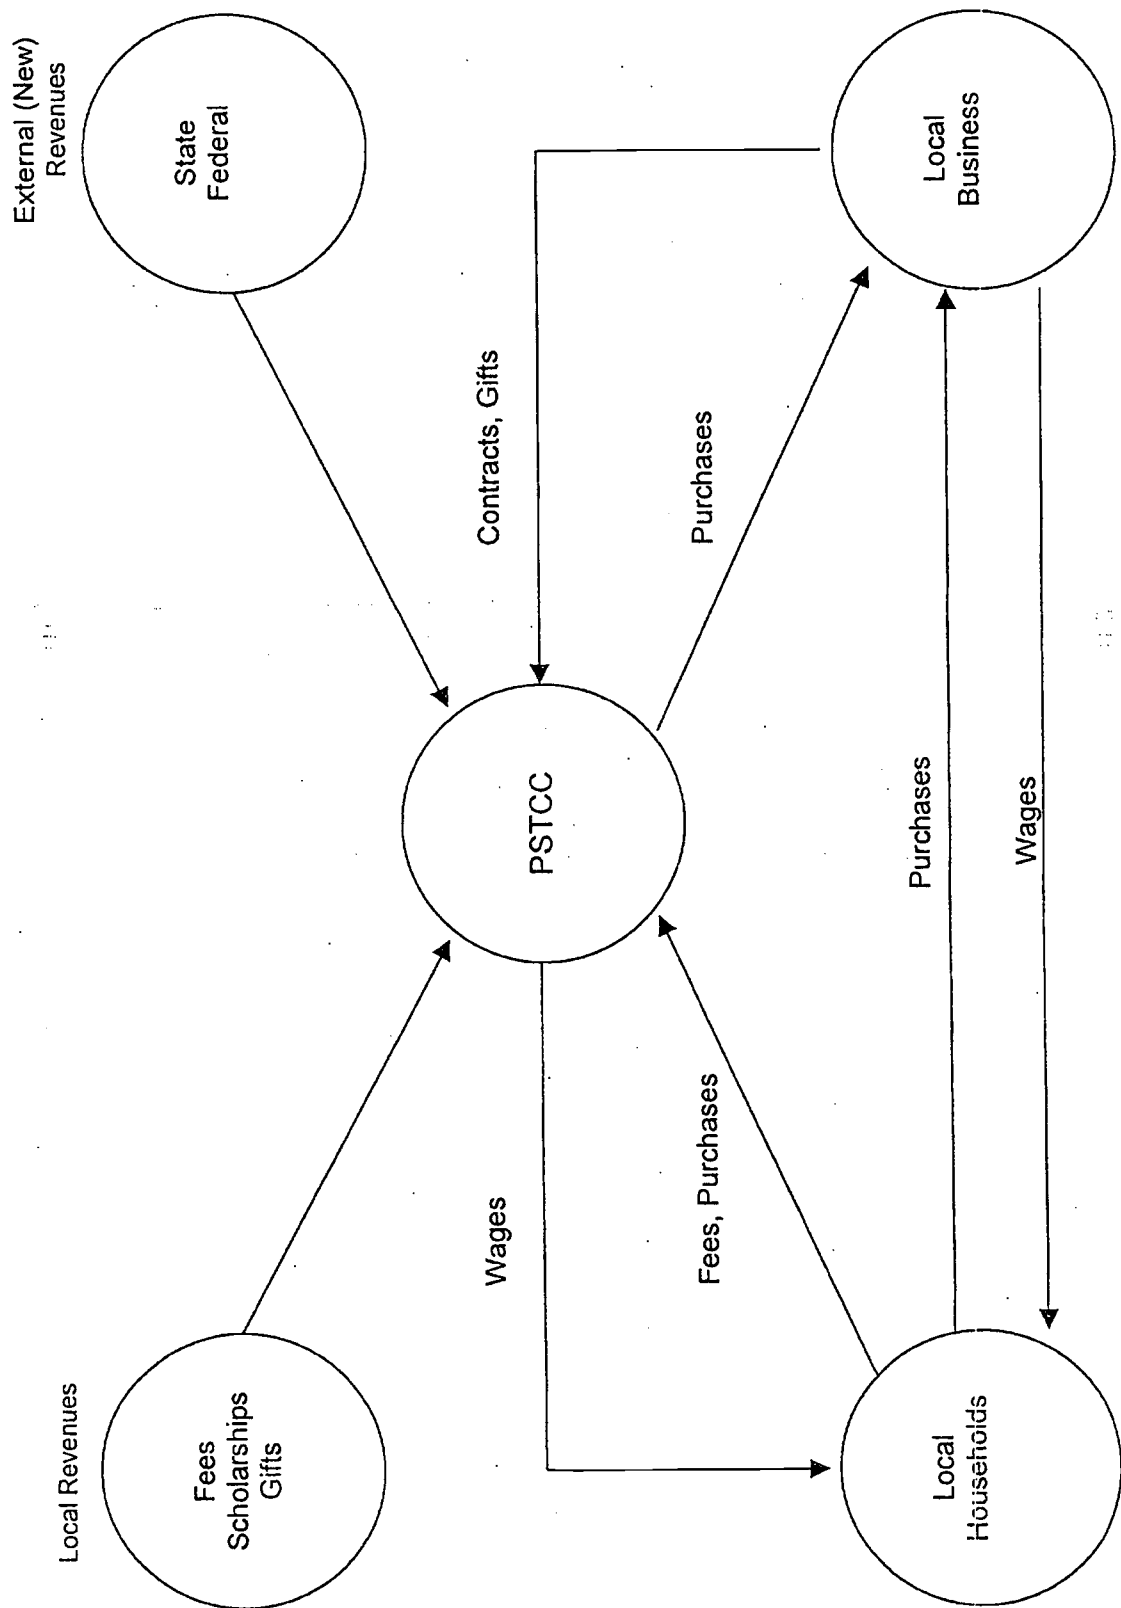 Local Revenues
External (New)
Revenues
Fees
Scholarships
Gifts
State
Federal
PSTCC
Wages
Contracts, Gifts
Fees, Purchases
Purchases
Purchases
Wages
Local
Households
Local
Business